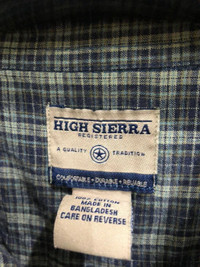 HIGH SIERRA
REGISTERED
A QUALITY TRADITION
COMFORTABLE • DURABLE • RELIABLE
100% COTTON
MADE IN
BANGLADESH
CARE ON REVERSE